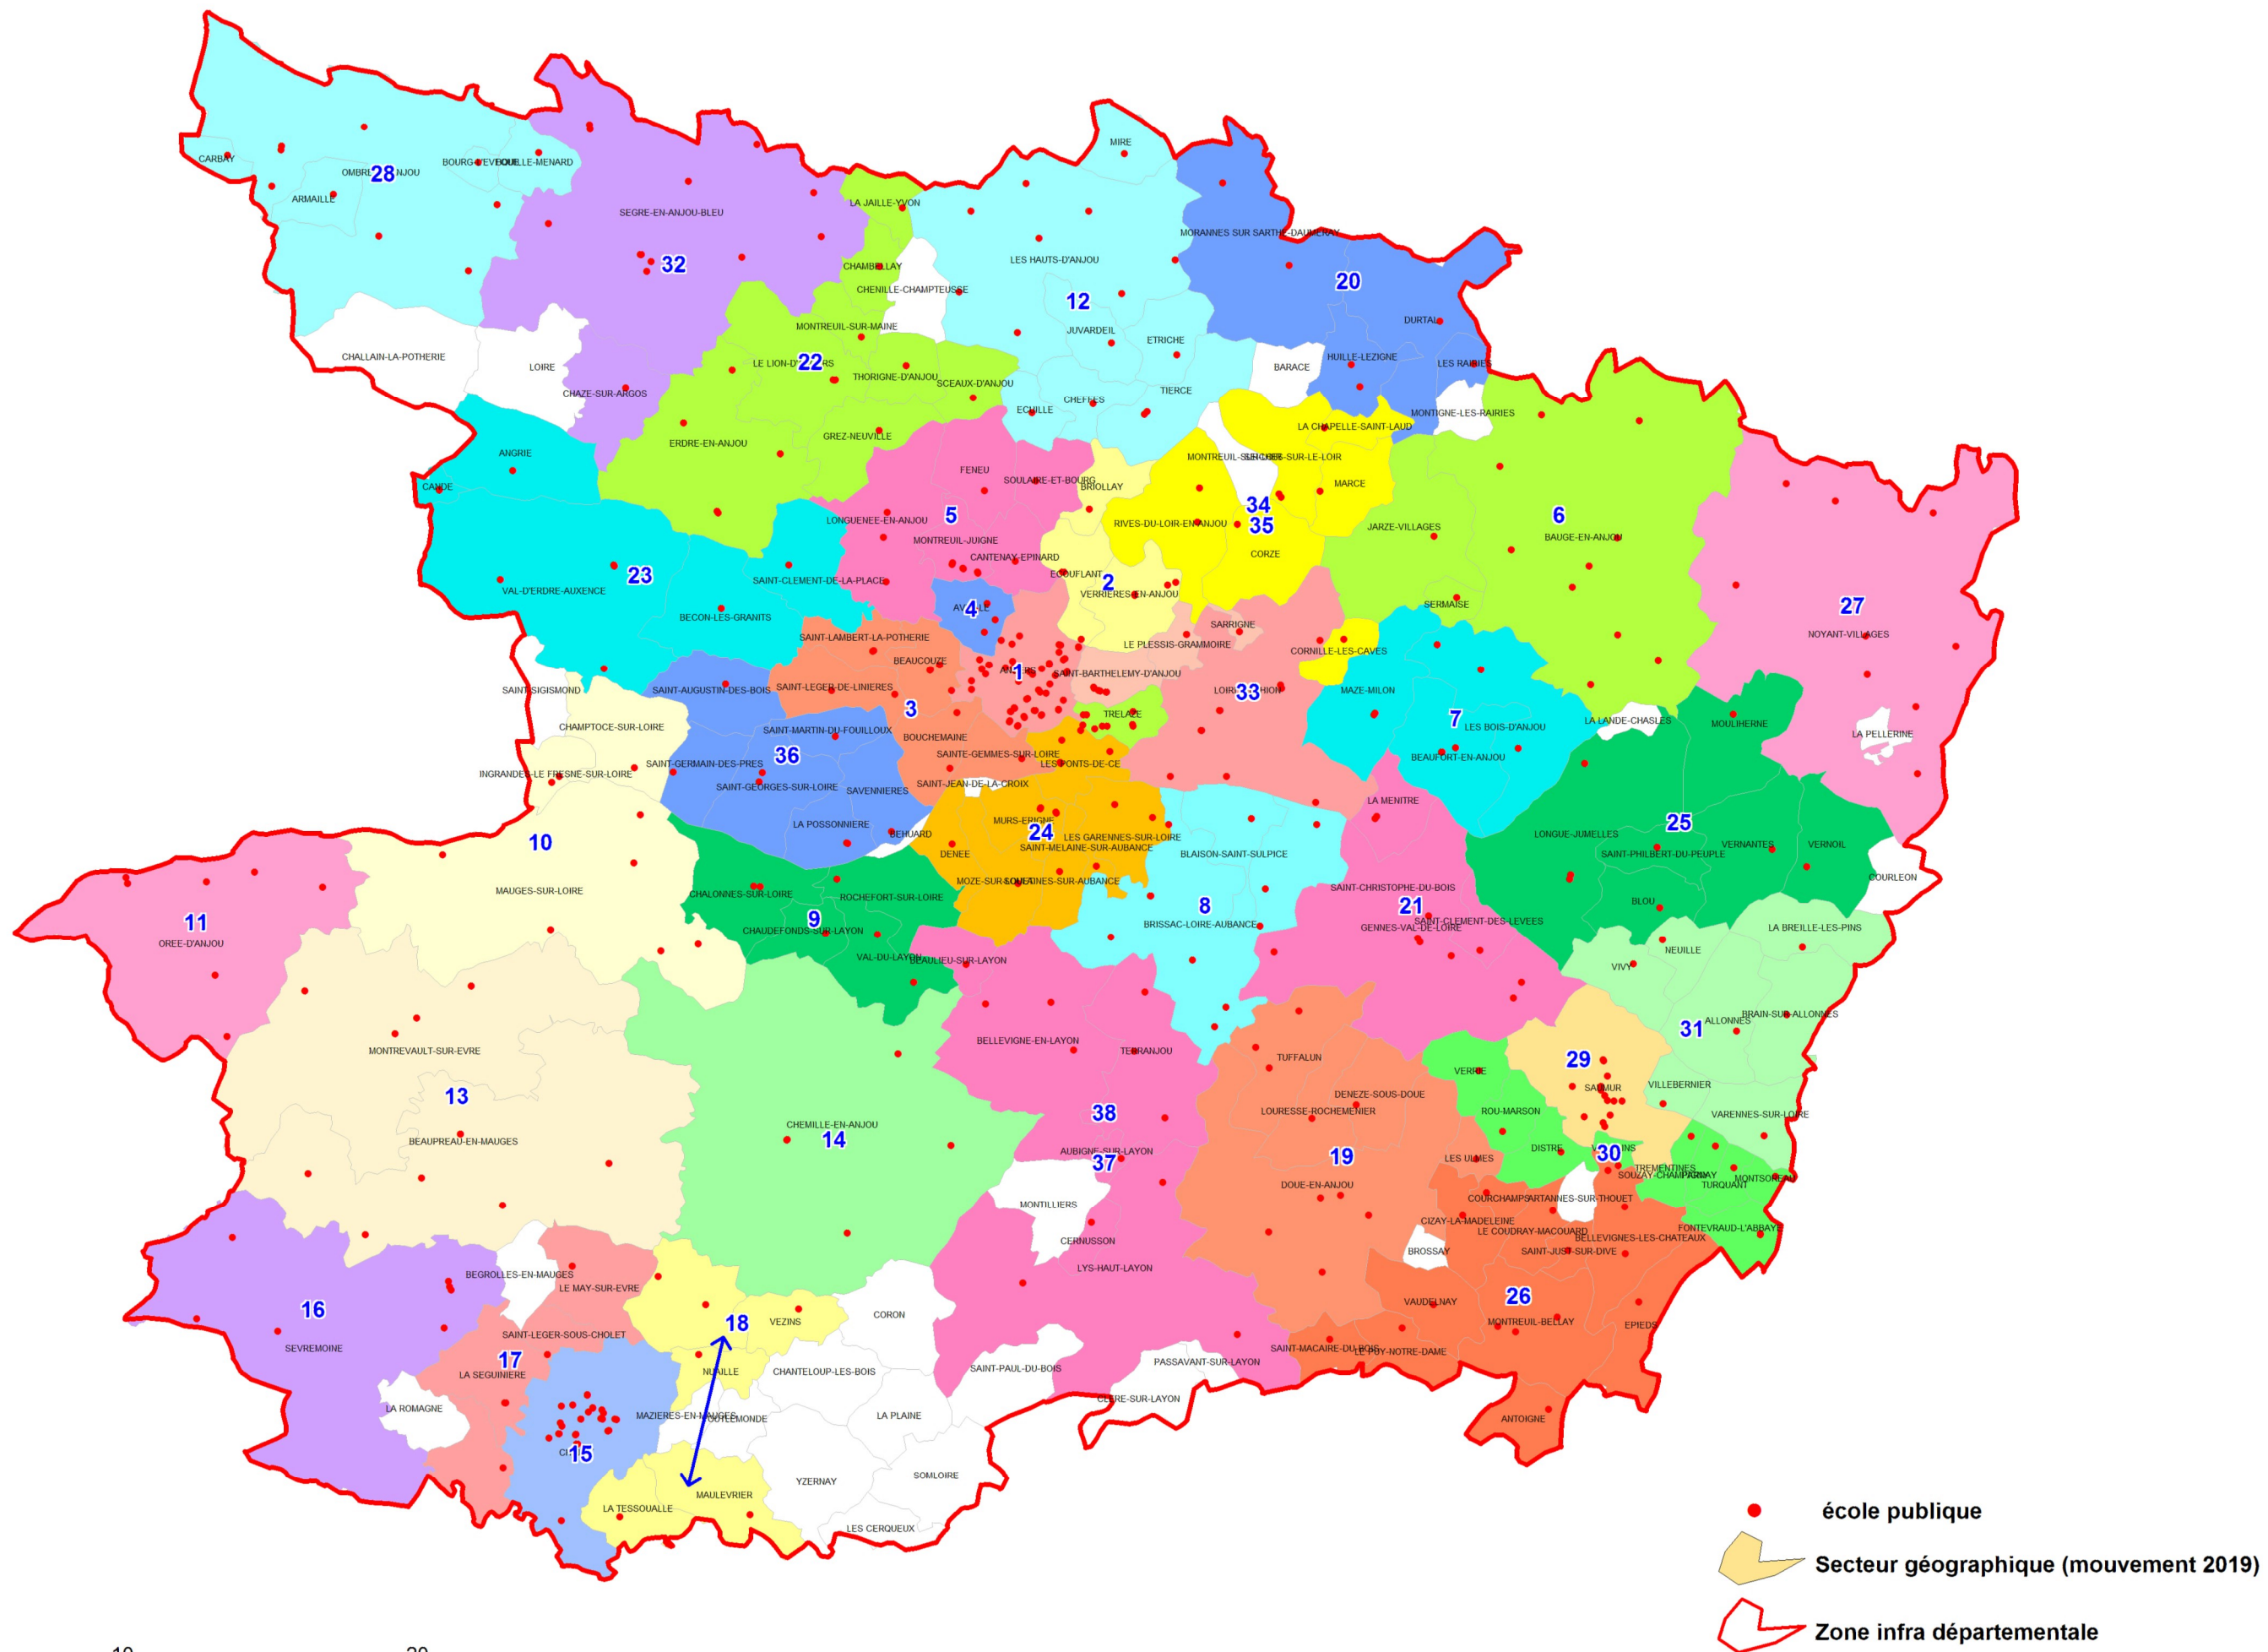 MIRE
CARBAY
BOURG-L'EVEQUE
BOUILLE-MENARD
28
ARMAILLE
SEGRE-EN-ANJOU-BLEU
LA JAILLE-YVON
MORANNES SUR SARTHE-DAUMERAY
32
CHAMBELLAY
LES HAUTS-D'ANJOU
CHENILLE-CHAMPTEUSSE
20
12
MONTREUIL-SUR-MAINE
JUVARDEIL
DURTAL
ETRICHE
CHALLAIN-LA-POTHERIE
LOIRE
22
HUILLE-LEZIGNE
BARACE
LES RAIRIES
THORIGNE-D'ANJOU
SCEAUX-D'ANJOU
CHAZE-SUR-ARGOS
TIERCE
CHEFFES
ECUILLE
MONTIGNE-LES-RAIRIES
LA CHAPELLE-SAINT-LAUD
ERDRE-EN-ANJOU
GREZ-NEUVILLE
ANGRIE
FENEU
SOULAIRE-ET-BOURG
BRIOLLAY
MARCE
CANDE
34
5
LONGUENEE-EN-ANJOU
RIVES-DU-LOIR-EN-ANJOU
35
JARZE-VILLAGES
6
BAUGE-EN-ANJOU
MONTREUIL-JUIGNE
CANTENAY-EPINARD
CORZE
ECOUFLANT
23
SAINT-CLEMENT-DE-LA-PLACE
2
VERRIERES-EN-ANJOU
VAL-D'ERDRE-AUXENCE
4
AVRILLE
SERMAISE
27
BECON-LES-GRANITS
NOYANT-VILLAGES
SAINT-LAMBERT-LA-POTHERIE
SARRIGNE
LE PLESSIS-GRAMMOIRE
CORNILLE-LES-CAVES
BEAUCOUZE
1
ANGERS
SAINT-BARTHELEMY-D'ANJOU
SAINT-SIGISMOND
SAINT-AUGUSTIN-DES-BOIS
SAINT-LEGER-DE-LINIERES
33
MAZE-MILON
3
TRELAZE
7
LES BOIS-D'ANJOU
LA LANDE-CHASLES
MOULIHERNE
CHAMPTOCE-SUR-LOIRE
SAINT-MARTIN-DU-FOUILLOUX
BOUCHEMAINE
LA PELLERINE
36
SAINTE-GEMMES-SUR-LOIRE
LES PONTS-DE-CE
BEAUFORT-EN-ANJOU
SAINT-GERMAIN-DES-PRES
INGRANDES-LE FRESNE-SUR-LOIRE
SAINT-JEAN-DE-LA-CROIX
SAINT-GEORGES-SUR-LOIRE
SAVENNIERES
LA MENITRE
LA POSSONNIERE
BEHUARD
MURS-ERIGNE
24
LES GARENNES-SUR-LOIRE
SAINT-MELAINE-SUR-AUBANCE
25
LONGUE-JUMELLES
SAINT-PHILBERT-DU-PEUPLE
VERNANTES
VERNOIL
10
DENEE
BLAISON-SAINT-SULPICE
COURLEON
MAUGES-SUR-LOIRE
CHALONNES-SUR-LOIRE
ROCHEFORT-SUR-LOIRE
SAINT-CHRISTOPHE-DU-BOIS
BLOU
11
9
8
21
CHAUDEFONDS-SUR-LAYON
BRISSAC-LOIRE-AUBANCE
SAINT-CLEMENT-DES-LEVEES
GENNES-VAL-DE-LOIRE
LA BREILLE-LES-PINS
OREE-D'ANJOU
NEUILLE
VAL-DU-LAYON
BEAULIEU-SUR-LAYON
VIVY
31
ALLONNES
BRAIN-SUR-ALLONNES
MONTREVAULT-SUR-EVRE
BELLEVIGNE-EN-LAYON
TERRANJOU
TUFFALUN
29
VERRIE
SAUMUR
VILLEBERNIER
13
DENEZE-SOUS-DOUE
LOURESSE-ROCHEMENIER
ROU-MARSON
VARENNES-SUR-LOIRE
38
CHEMILLE-EN-ANJOU
14
BEAUPREAU-EN-MAUGES
AUBIGNE-SUR-LAYON
37
19
LES ULMES
DISTRE
30
TREMENTINES
MONTSOREAU
TURQUANT
DOUE-EN-ANJOU
MONTILLIERS
COURCHAMPS
ARTANNES-SUR-THOUET
CIZAY-LA-MADELEINE
LE COUDRAY-MACOUARD
FONTEVRAUD-L'ABBAYE
CERNUSSON
BROSSAY
BELLEVIGNES-LES-CHATEAUX
SAINT-JUST-SUR-DIVE
LYS-HAUT-LAYON
BEGROLLES-EN-MAUGES
LE MAY-SUR-EVRE
26
16
VAUDELNAY
CORON
18
VEZINS
MONTREUIL-BELLAY
EPIEDS
SAINT-LEGER-SOUS-CHOLET
SEVREMOINE
SAINT-MACAIRE-DU-BOIS
LE PUY-NOTRE-DAME
17
LA SEGUINIERE
NUAILLE
CHANTELOUP-LES-BOIS
SAINT-PAUL-DU-BOIS
PASSAVANT-SUR-LAYON
CLERE-SUR-LAYON
LA ROMAGNE
MAZIERES-EN-MAUGES
LA PLAINE
ANTOIGNE
15
YZERNAY
SOMLOIRE
MAULEVRIER
LA TESSOUALLE
LES CERQUEUX
école publique
Secteur géographique (mouvement 2019)
Zone infra départementale